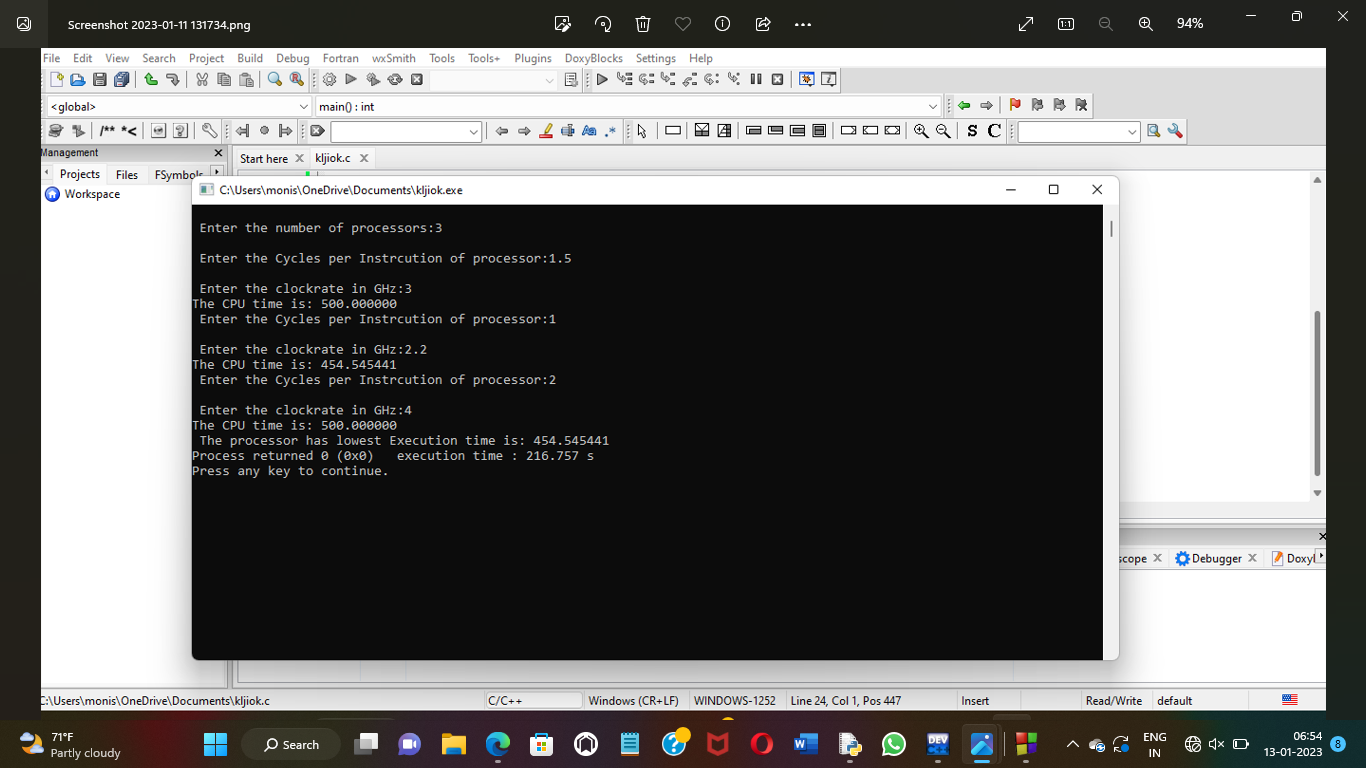 Screenshot 2023-01-11 131734.png
94%
File Edit View Search Project Build Debug Fortran wxSmith Tools Tools+ Plugins DoxyBlocks Settings Help
<global>
main() : int
/** *<
Aa .*
S C
Management
Projects Files FSymbols
Workspace
Start here kljiok.c
C:\Users\monis\OneDrive\Documents\kljiok.exe
Enter the number of processors:3
Enter the Cycles per Instrcution of processor:1.5
Enter the clockrate in GHz:3
The CPU time is: 500.000000
Enter the Cycles per Instrcution of processor:1
Enter the clockrate in GHz:2.2
The CPU time is: 454.545441
Enter the Cycles per Instrcution of processor:2
Enter the clockrate in GHz:4
The CPU time is: 500.000000
The processor has lowest Execution time is: 454.545441
Process returned 0 (0x0) execution time : 216.757 s
Press any key to continue.
scope Debugger Doxyl
C:\Users\monis\OneDrive\Documents\kljiok.c C/C++ Windows (CR+LF) WINDOWS-1252 Line 24, Col 1, Pos 447 Insert Read/Write default
71°F
Partly cloudy
Search
DEV
ENG
IN
06:54
13-01-2023
8